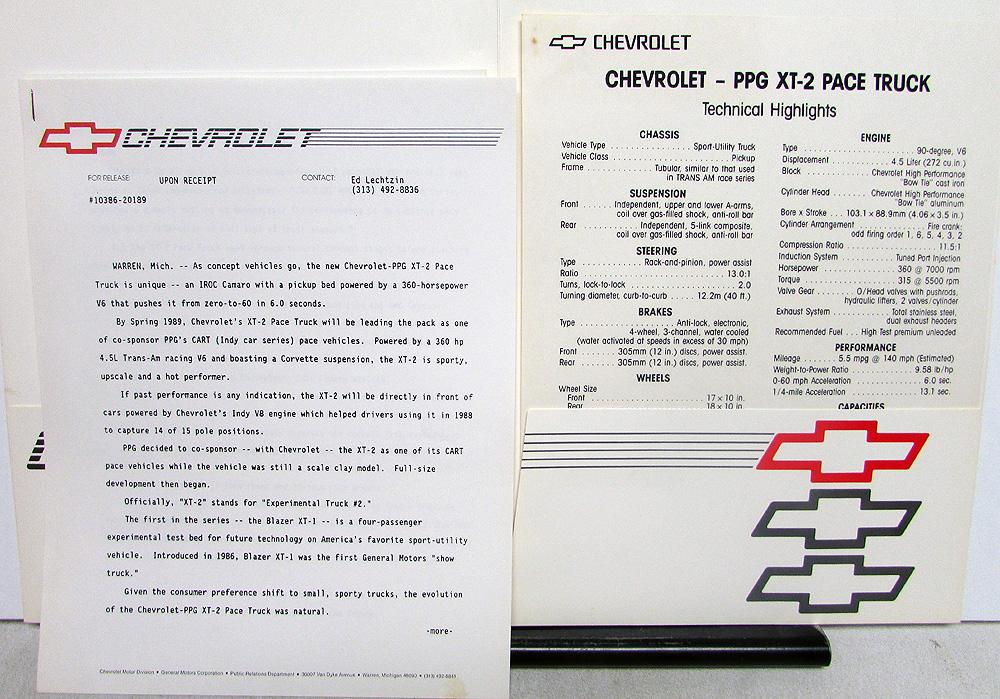 CHEVROLET
FOR RELEASE: UPON RECEIPT CONTACT: Ed Lechtzin
(313) 492-8836
#10386-20189
WARREN, Mich. -- As concept vehicles go, the new Chevrolet-PPG XT-2 Pace
Truck is unique -- an IROC Camaro with a pickup bed powered by a 360-horsepower
V6 that pushes it from zero-to-60 in 6.0 seconds.
By Spring 1989, Chevrolet's XT-2 Pace Truck will be leading the pack as one
of co-sponsor PPG's CART (Indy car series) pace vehicles. Powered by a 360 hp
4.5L Trans-Am racing V6 and boasting a Corvette suspension, the XT-2 is sporty,
upscale and a hot performer.
If past performance is any indication, the XT-2 will be directly in front of
cars powered by Chevrolet's Indy V8 engine which helped drivers using it in 1988
to capture 14 of 15 pole positions.
PPG decided to co-sponsor -- with Chevrolet -- the XT-2 as one of its CART
pace vehicles while the vehicle was still a scale clay model. Full-size
development then began.
Officially, "XT-2" stands for "Experimental Truck #2."
The first in the series -- the Blazer XT-1 -- is a four-passenger
experimental test bed for future technology on America's favorite sport-utility
vehicle. Introduced in 1986, Blazer XT-1 was the first General Motors "show
truck."
Given the consumer preference shift to small, sporty trucks, the evolution
of the Chevrolet-PPG XT-2 Pace Truck was natural.
-more-
Chevrolet Motor Division • General Motors Corporation • Public Relations Department • 30007 Van Dyke Avenue • Warren, Michigan 48090 • (313) 492-8841
CHEVROLET
CHEVROLET – PPG XT-2 PACE TRUCK
Technical Highlights
CHASSIS
Vehicle Type . . . . . Sport-Utility Truck
Vehicle Class . . . . . Pickup
Frame . . . . . Tubular, similar to that used
in TRANS AM race series
SUSPENSION
Front . . . . . Independent, upper and lower A-arms,
coil over gas-filled shock, anti-roll bar
Rear . . . . . Independent, 5-link composite,
coil over gas-filled shock, anti-roll bar
STEERING
Type . . . . . Rack-and-pinion, power assist
Ratio . . . . . 13.0:1
Turns, lock-to-lock . . . . . 2.0
Turning diameter, curb-to-curb . . . . . 12.2m (40 ft.)
BRAKES
Type . . . . . Anti-lock, electronic,
4-wheel, 3-channel, water cooled
(water activated at speeds in excess of 30 mph)
Front . . . . . 305mm (12 in.) discs, power assist.
Rear . . . . . 305mm (12 in.) discs, power assist.
WHEELS
Wheel Size
Front . . . . . 17 x 10 in.
Rear . . . . . 18 x 10 in.
ENGINE
Type . . . . . 90-degree, V6
Displacement . . . . . 4.5 Liter (272 cu.in.)
Block . . . . . Chevrolet High Performance
"Bow Tie" cast iron
Cylinder Head . . . . . Chevrolet High Performance
"Bow Tie" aluminum
Bore x Stroke . . . . . 103.1 x 88.9mm (4.06 x 3.5 in.)
Cylinder Arrangement . . . . . Fire crank:
odd firing order 1, 6, 5, 4, 3, 2
Compression Ratio . . . . . 11.5:1
Induction System . . . . . Tuned Port Injection
Horsepower . . . . . 360 @ 7000 rpm
Torque . . . . . 315 @ 5500 rpm
Valve Gear . . . . . O/Head valves with pushrods,
hydraulic lifters, 2 valves/cylinder
Exhaust System . . . . . Total stainless steel,
dual exhaust headers
Recommended Fuel . . . High Test premium unleaded
PERFORMANCE
Mileage . . . . . 5.5 mpg @ 140 mph (Estimated)
Weight-to-Power Ratio . . . . . 9.58 lb/hp
0-60 mph Acceleration . . . . . 6.0 sec.
1/4-mile Acceleration . . . . . 13.1 sec.
CAPACITIES